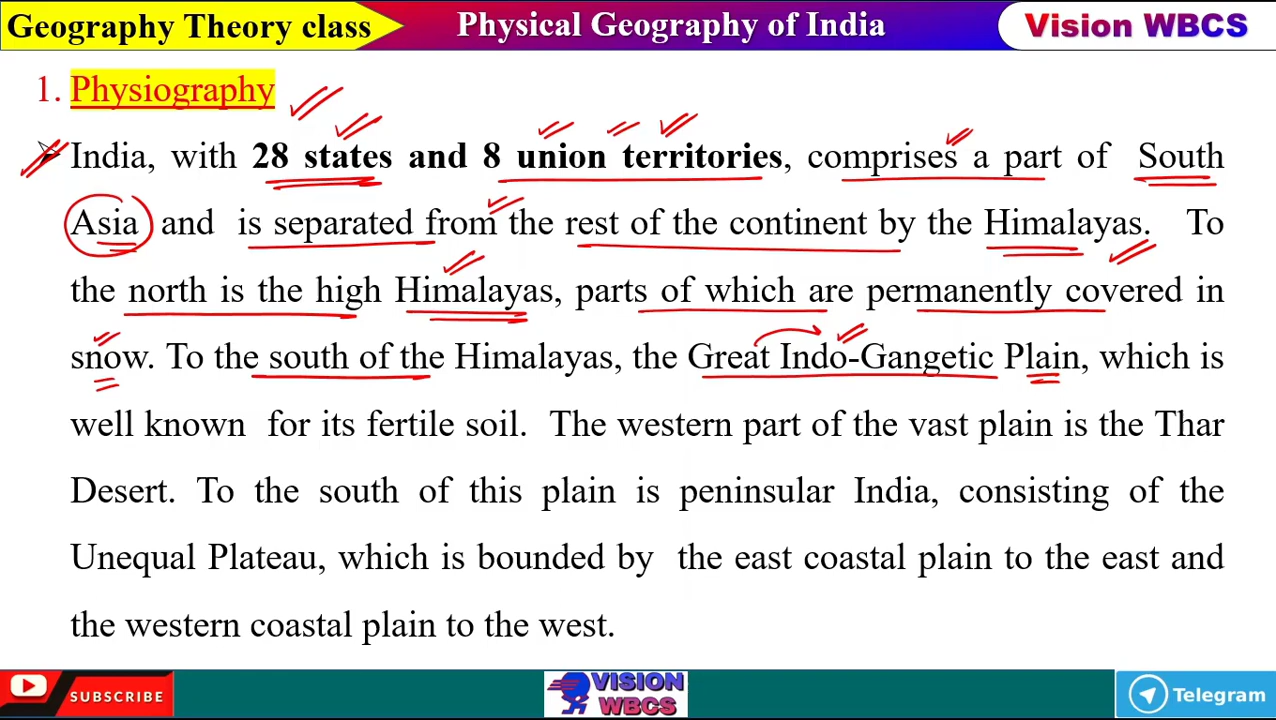 Geography Theory class
Physical Geography of India
Vision WBCS
1. Physiography
➢ India, with 28 states and 8 union territories, comprises a part of South
Asia and is separated from the rest of the continent by the Himalayas. To
the north is the high Himalayas, parts of which are permanently covered in
snow. To the south of the Himalayas, the Great Indo-Gangetic Plain, which is
well known for its fertile soil. The western part of the vast plain is the Thar
Desert. To the south of this plain is peninsular India, consisting of the
Unequal Plateau, which is bounded by the east coastal plain to the east and
the western coastal plain to the west.
SUBSCRIBE
VISION
WBCS
Telegram